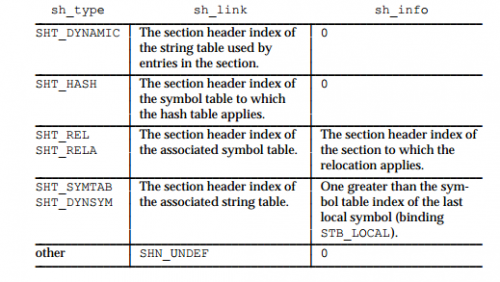 sh_type sh_link sh_info
SHT_DYNAMIC The section header index of 0
the string table used by
entries in the section.
SHT_HASH The section header index of 0
the symbol table to which
the hash table applies.
SHT_REL The section header index of The section header index of
SHT_RELA the associated symbol table. the section to which the
relocation applies.
SHT_SYMTAB The section header index of One greater than the sym-
SHT_DYNSYM the associated string table. bol table index of the last
local symbol (binding
STB_LOCAL).
other SHN_UNDEF 0